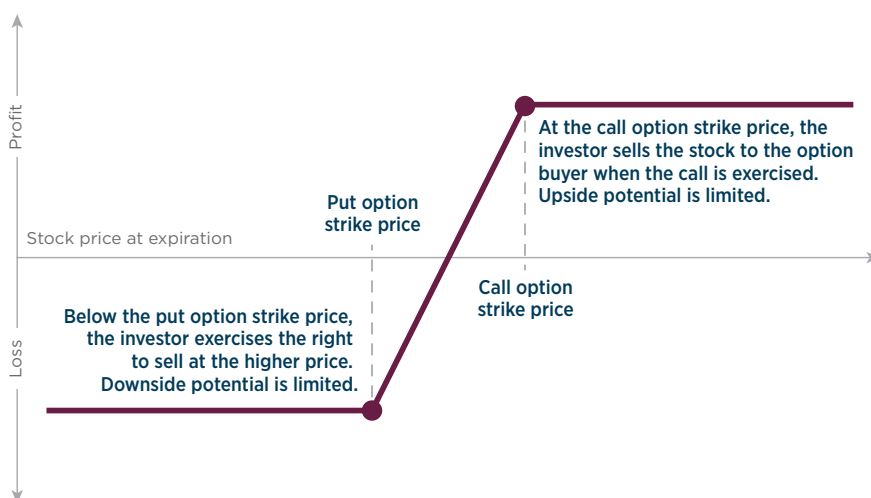 Profit
At the call option strike price, the
investor sells the stock to the option
buyer when the call is exercised.
Upside potential is limited.
Put option
strike price
Stock price at expiration
Call option
strike price
Below the put option strike price,
the investor exercises the right
to sell at the higher price.
Downside potential is limited.
Loss